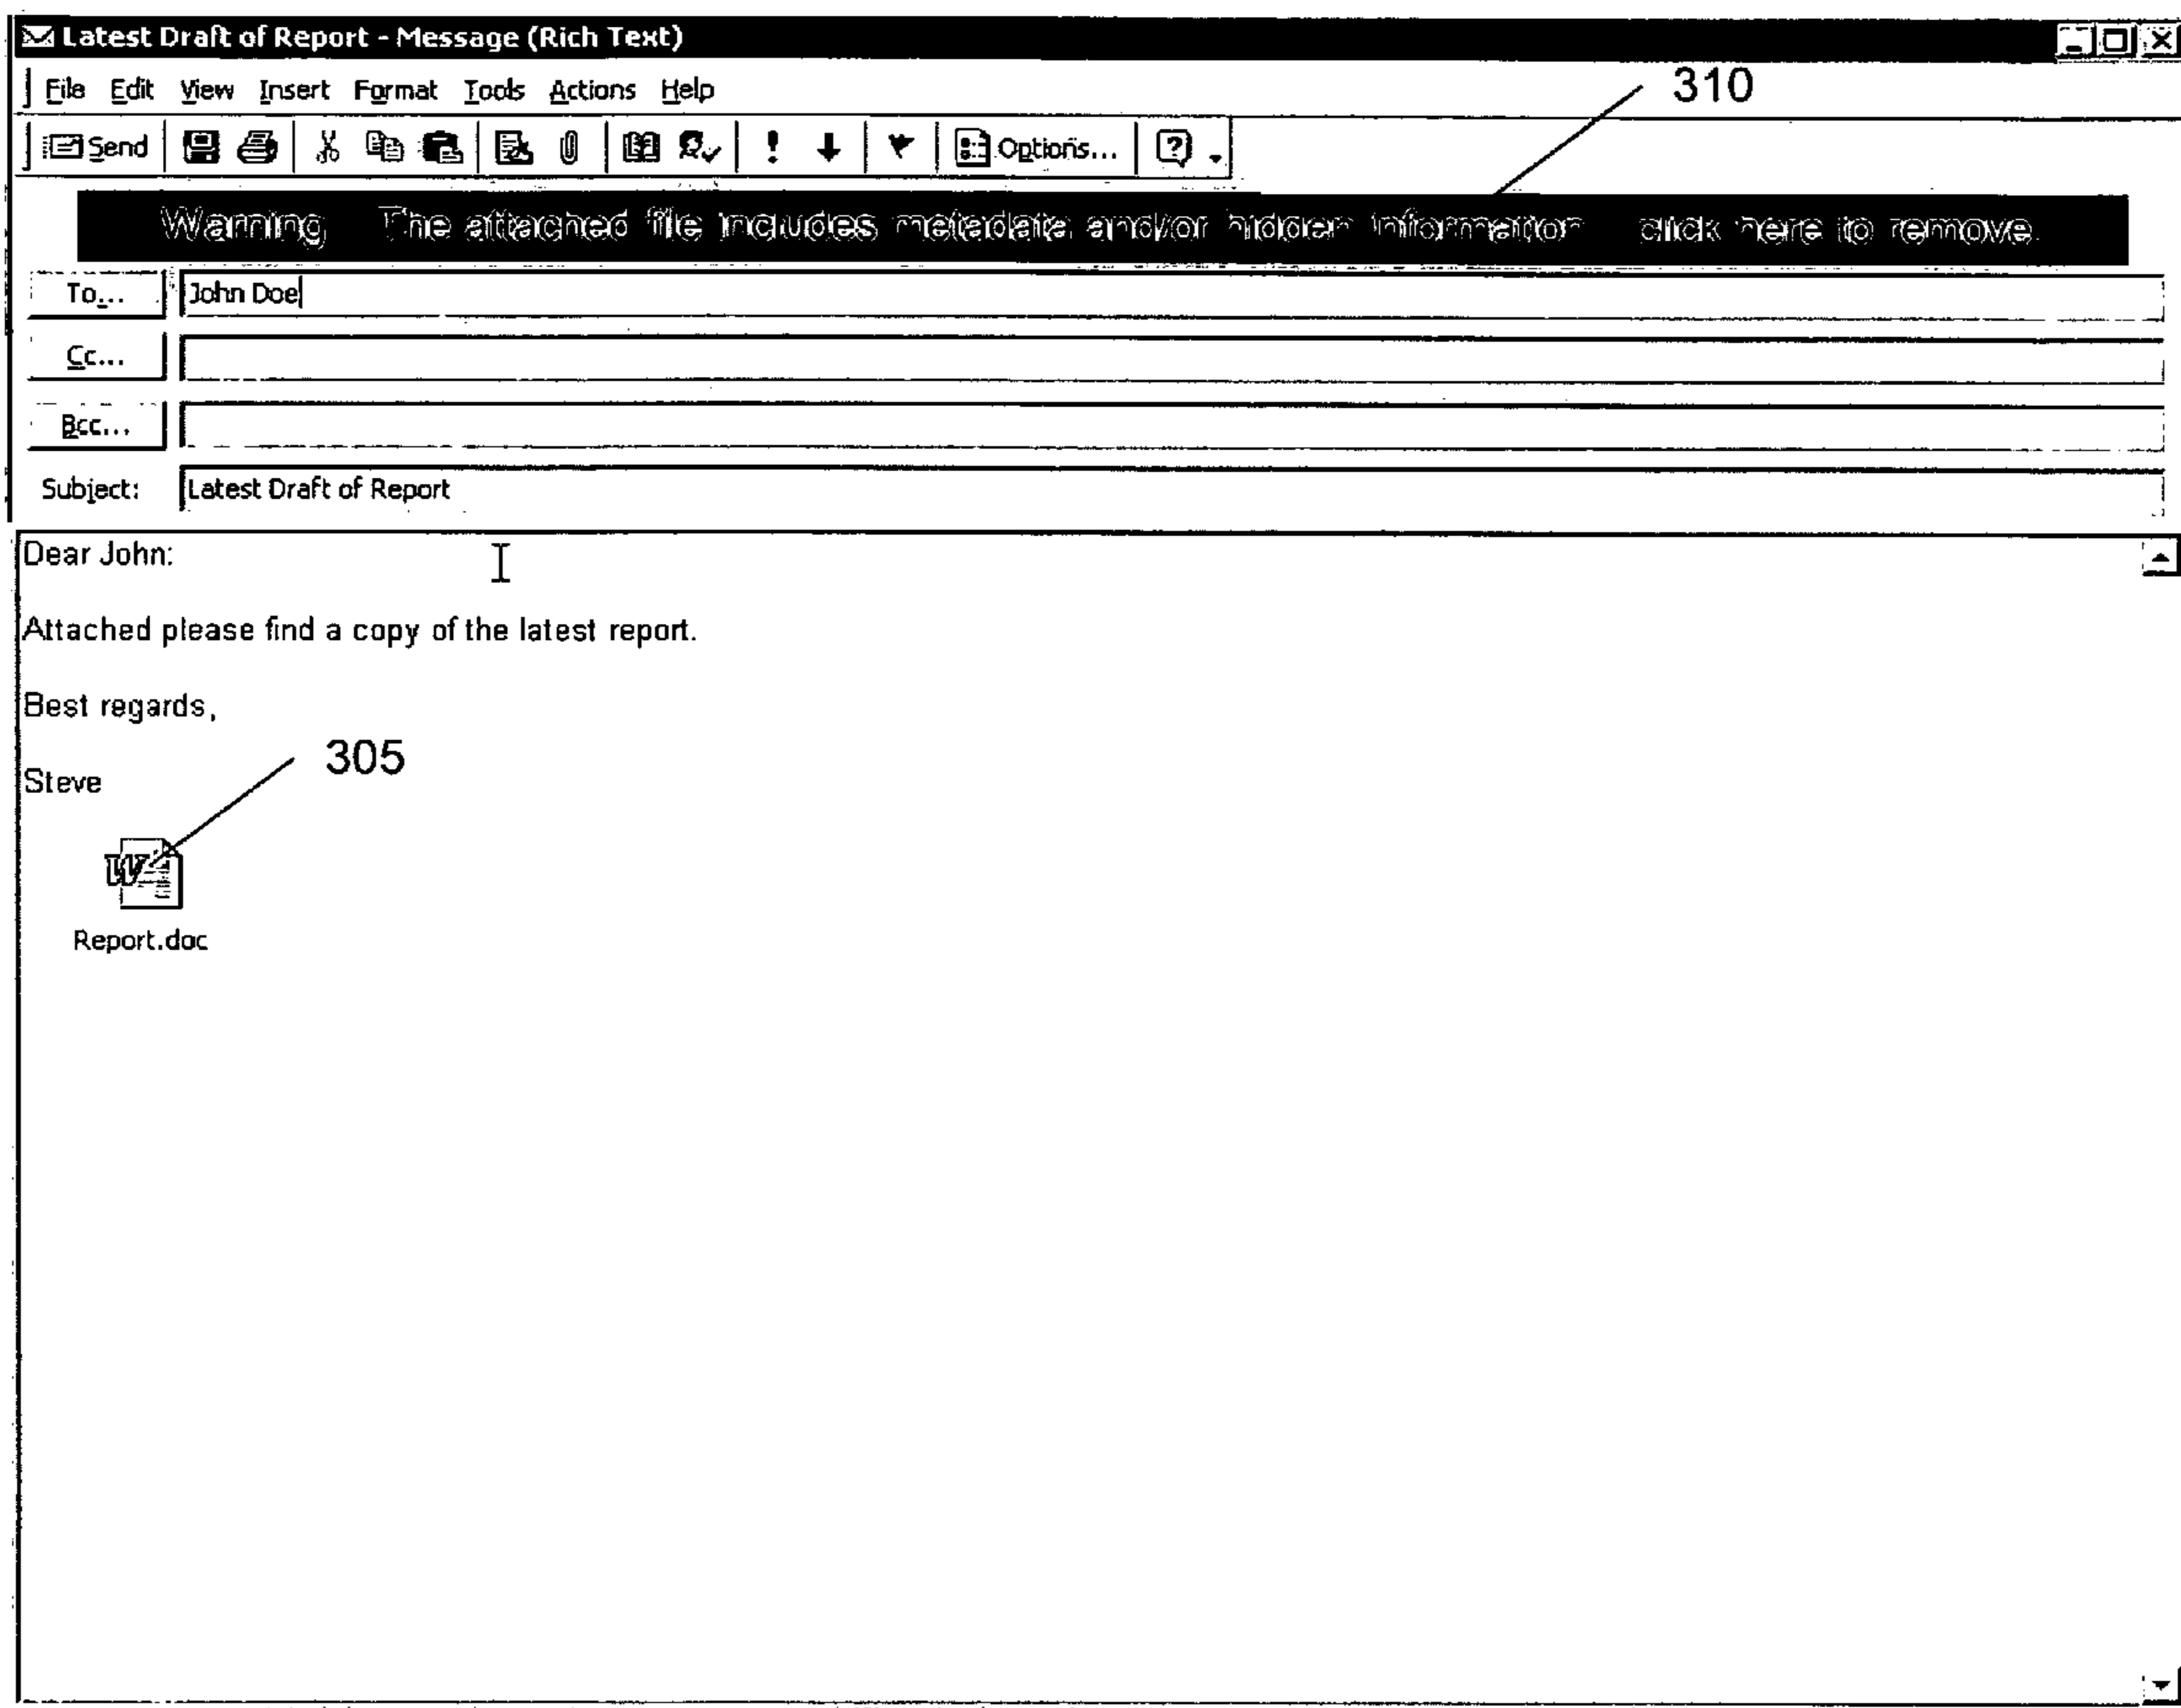 Latest Draft of Report - Message (Rich Text)
File Edit View Insert Format Tools Actions Help
310
Send Options...
Warning The attached file includes metadata and/or hidden information click here to remove
To... John Doe
Cc...
Bcc...
Subject: Latest Draft of Report
Dear John:
Attached please find a copy of the latest report.
Best regards,
305
Steve
Report.doc